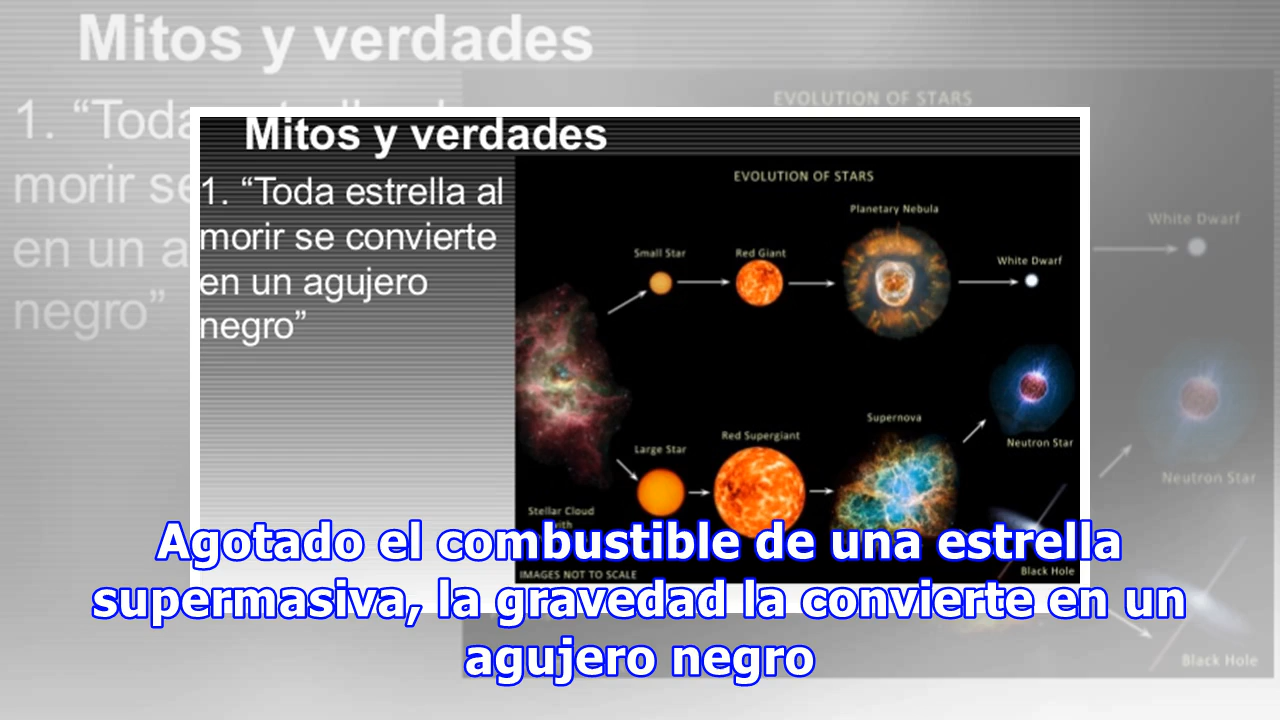 Mitos y verdades
1. “Toda
morir se
en un a
negro”
EVOLUTION OF STARS
White Dwarf
Neutron Star
Black Hole
Mitos y verdades
1. “Toda estrella al
morir se convierte
en un agujero
negro”
EVOLUTION OF STARS
Planetary Nebula
Small Star
Red Giant
White Dwarf
Supernova
Red Supergiant
Neutron Star
Large Star
Stellar Cloud
IMAGES NOT TO SCALE
Black Hole
Agotado el combustible de una estrella
supermasiva, la gravedad la convierte en un
agujero negro